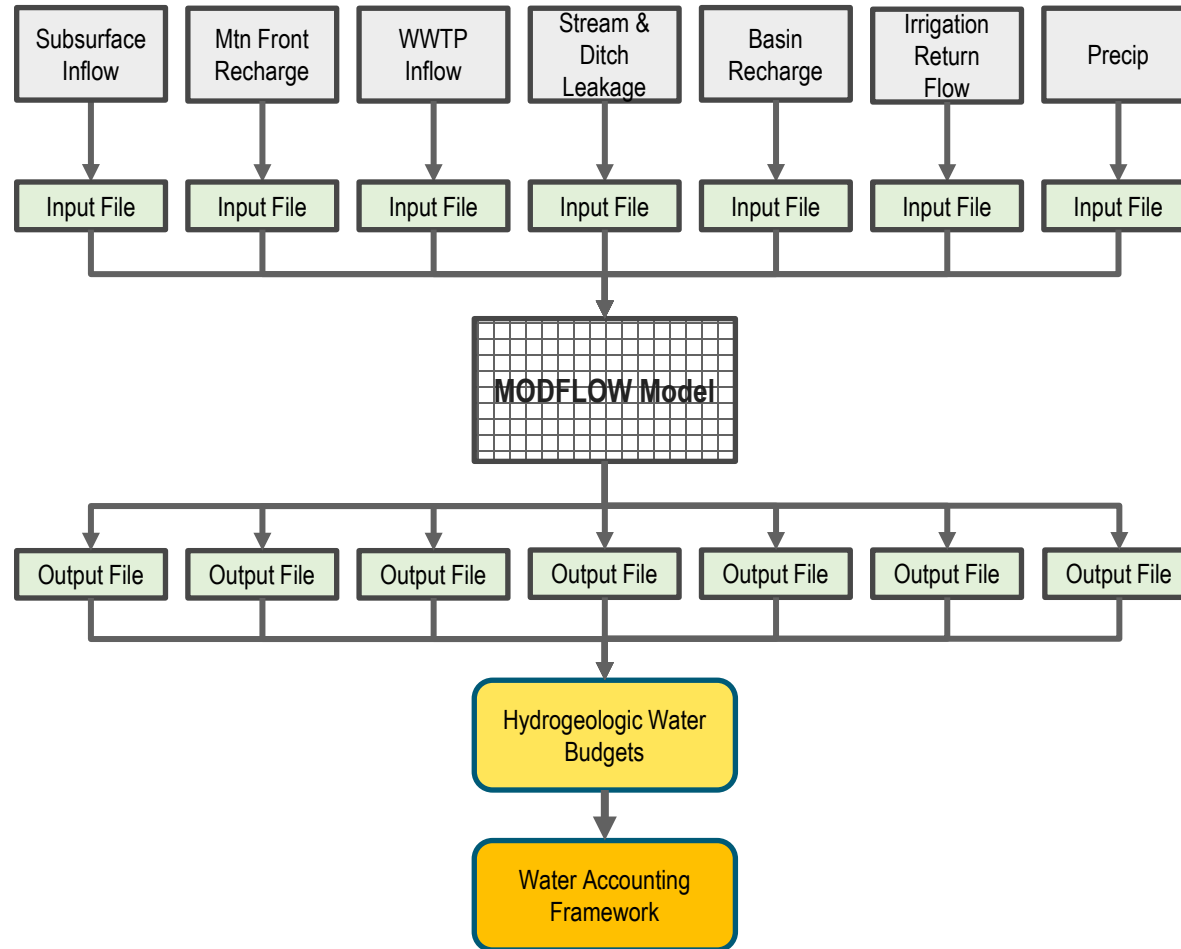 Subsurface
Inflow
Mtn Front
Recharge
WWTP
Inflow
Stream &
Ditch
Leakage
Basin
Recharge
Irrigation
Return
Flow
Precip
Input File
Input File
Input File
Input File
Input File
Input File
Input File
MODFLOW Model
Output File
Output File
Output File
Output File
Output File
Output File
Output File
Hydrogeologic Water
Budgets
Water Accounting
Framework